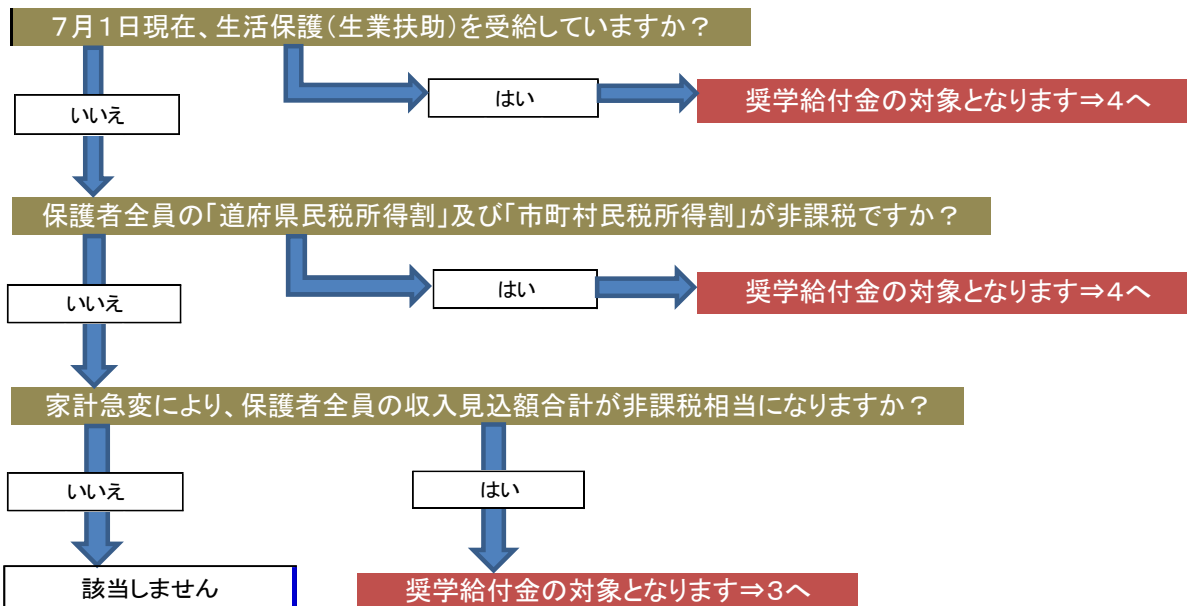 ７月１日現在、生活保護（生業扶助）を受給していますか？
はい
奨学給付金の対象となります⇒４へ
いいえ
保護者全員の「道府県民税所得割」及び「市町村民税所得割」が非課税ですか？
はい
奨学給付金の対象となります⇒４へ
いいえ
家計急変により、保護者全員の収入見込額合計が非課税相当になりますか？
いいえ
はい
該当しません
奨学給付金の対象となります⇒３へ